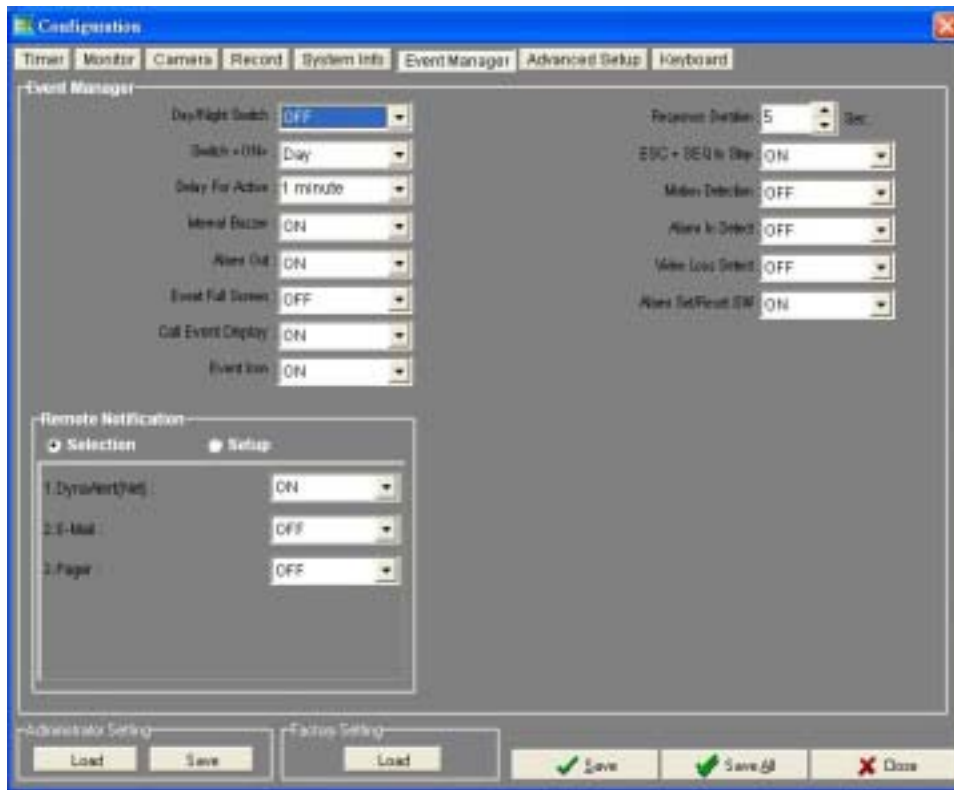 Configuration
Timer Monitor Camera Record System Info Event Manager Advanced Setup Keyboard
Event Manager
Day/Night Switch OFF
Switch <ON> Day
Delay For Active 1 minute
Internal Buzzer ON
Alarm Out ON
Event Full Screen OFF
Call Event Display ON
Event Icon ON
Response Duration 5 Sec.
ESC + SEQ to Stop ON
Motion Detection OFF
Alarm In Detect OFF
Video Loss Detect OFF
Alarm Set/Reset SW ON
Remote Notification
Selection Setup
1.DynaAlert(Net) : ON
2.E-Mail : OFF
3.Pager : OFF
Administrator Setting
Load Save
Factory Setting
Load
Save Save All Close